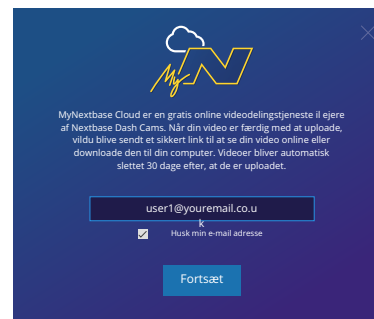 My N
MyNextbase Cloud er en gratis online videodelingstjeneste il ejere
af Nextbase Dash Cams. Når din video er færdig med at uploade,
vildu blive sendt et sikkert link til at se din video online eller
downloade den til din computer. Videoer bliver automatisk
slettet 30 dage efter, at de er uploadet.
user1@youremail.co.u
k
Husk min e-mail adresse
Fortsæt